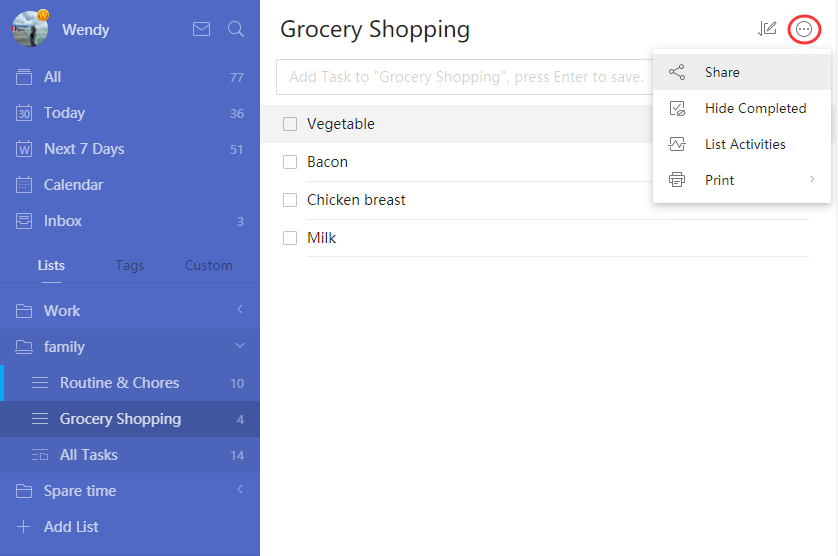 Wendy
All 77
Today 36
Next 7 Days 51
Calendar
Inbox 3
Lists Tags Custom
Work
family
Routine & Chores 10
Grocery Shopping 4
All Tasks 14
Spare time
Add List
Grocery Shopping
Add Task to "Grocery Shopping", press Enter to save.
Vegetable
Bacon
Chicken breast
Milk
Share
Hide Completed
List Activities
Print
30
W